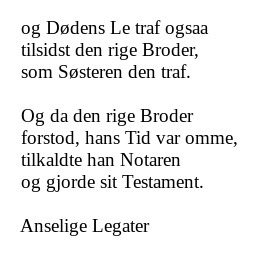 og Dødens Le traf ogsaa
tilsidst den rige Broder,
som Søsteren den traf.
Og da den rige Broder
forstod, hans Tid var omme,
tilkaldte han Notaren
og gjorde sit Testament.
Anselige Legater